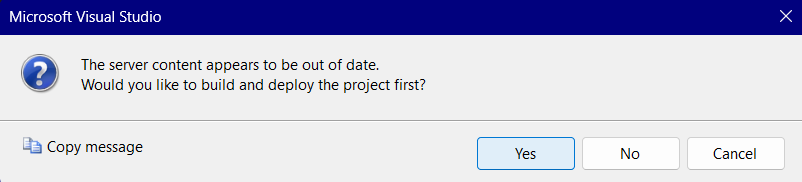 Microsoft Visual Studio
The server content appears to be out of date.
Would you like to build and deploy the project first?
Copy message
Yes
No
Cancel